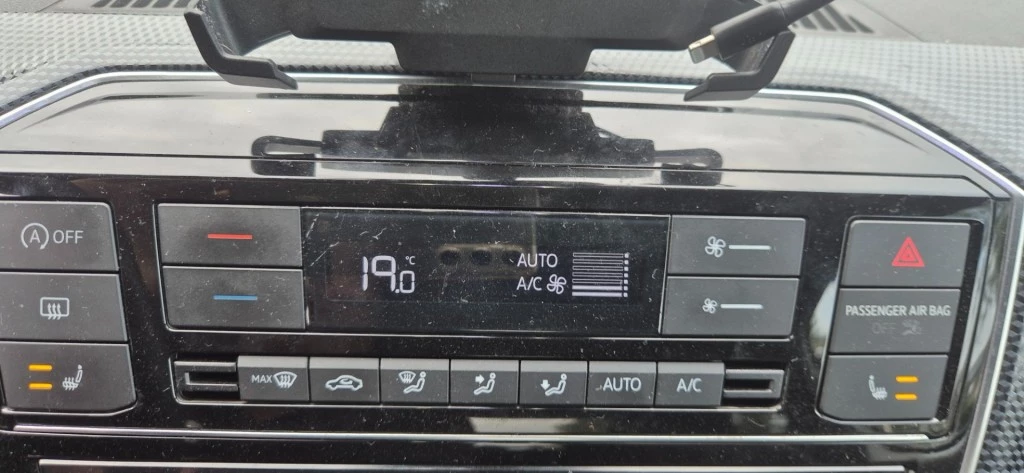 A OFF
19.0 °C
AUTO
A/C
PASSENGER AIR BAG
OFF
MAX
AUTO
A/C